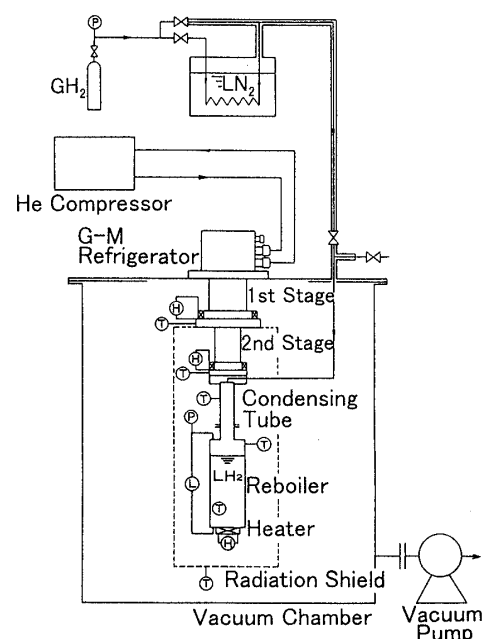 P
GH₂
LN₂
He Compressor
G-M
Refrigerator
1st Stage
H
T
2nd Stage
H
T
Condensing
Tube
T
P
T
LH₂
L
Reboiler
T
Heater
H
T
Radiation Shield
Vacuum Chamber
Vacuum
Pump